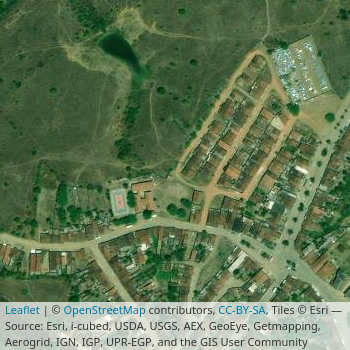 Leaflet | © OpenStreetMap contributors, CC-BY-SA, Tiles © Esri —
Source: Esri, i-cubed, USDA, USGS, AEX, GeoEye, Getmapping,
Aerogrid, IGN, IGP, UPR-EGP, and the GIS User Community